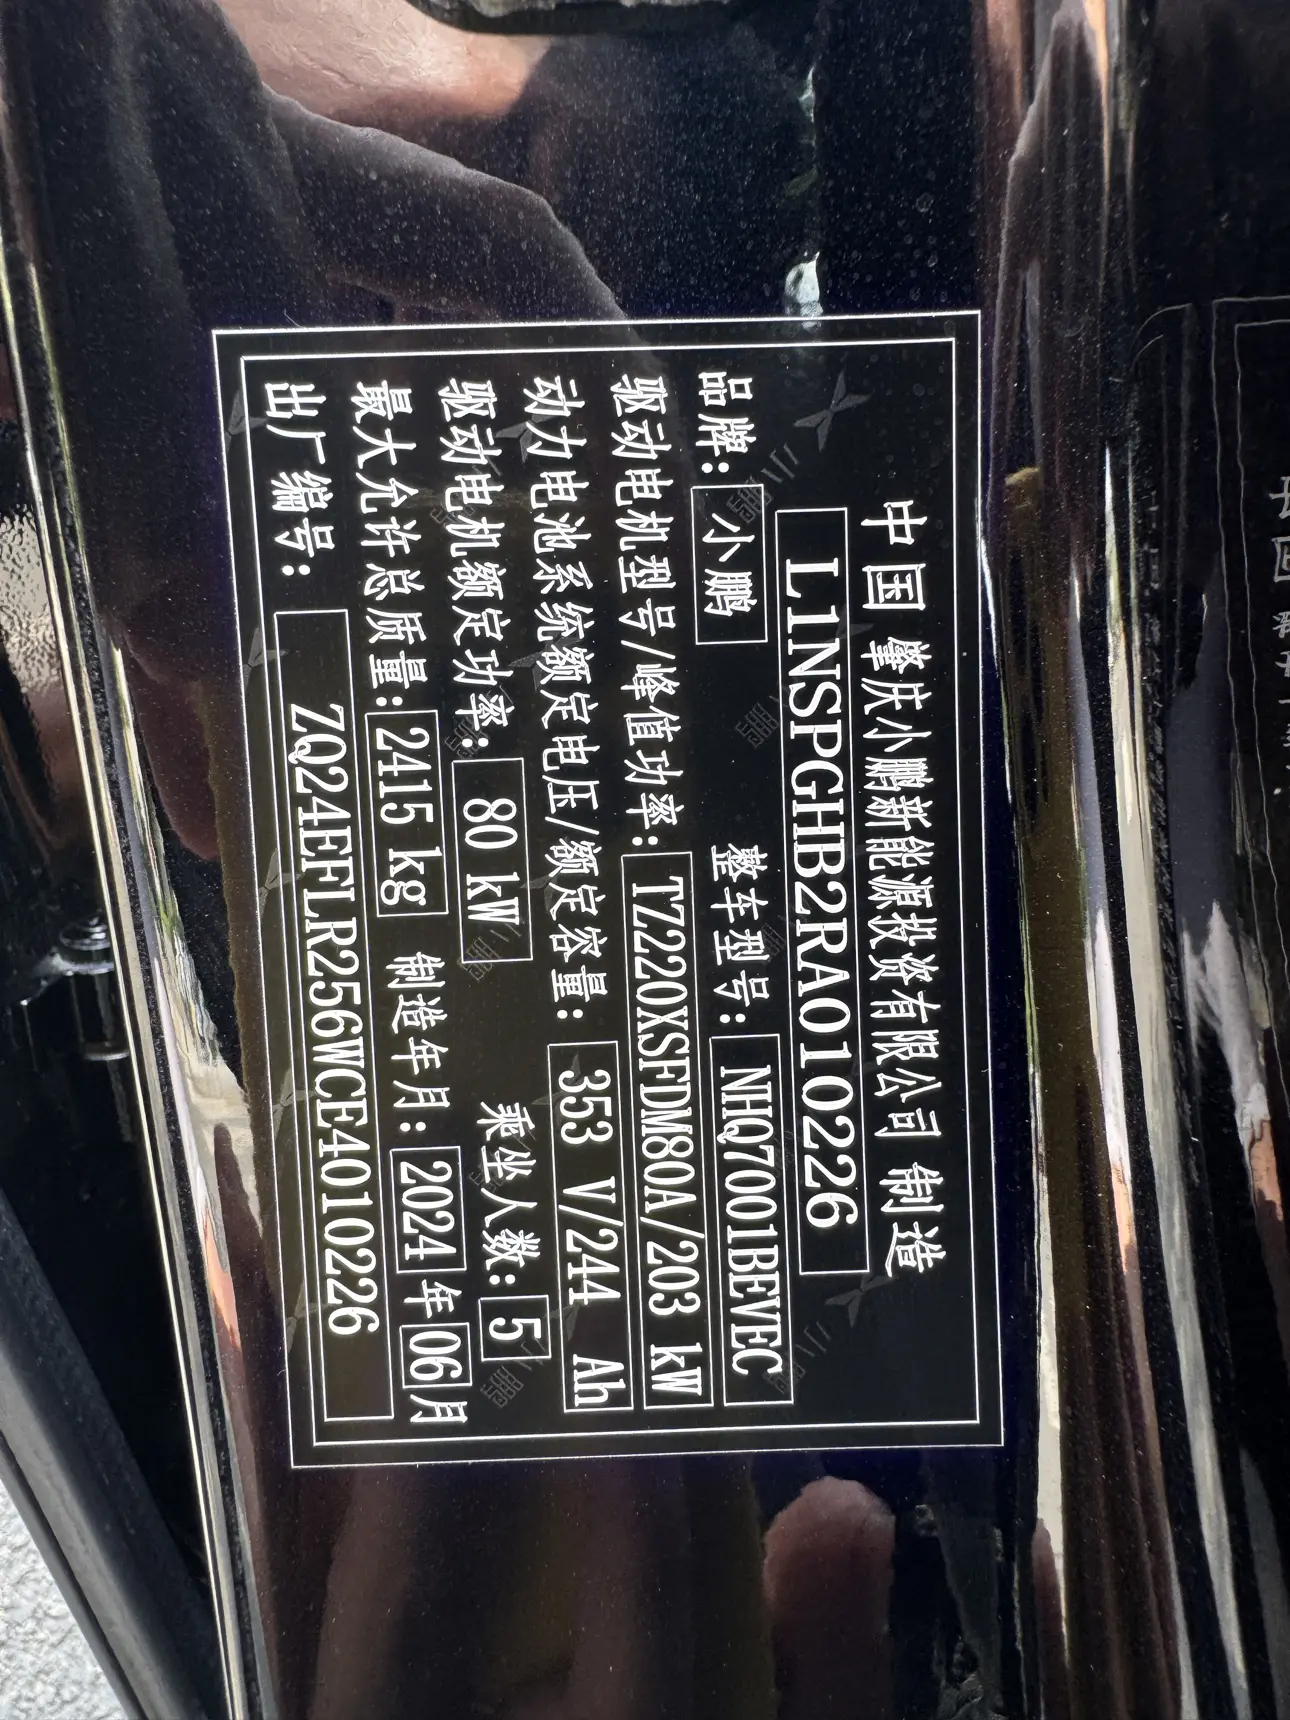 中国 肇庆小鹏新能源投资有限公司 制造
L1NSPGHB2RA010226
品牌: 小鹏 整车型号: NHQ7001BEVEC
驱动电机型号/峰值功率: TZ220XSFDM80A/203 kW
动力电池系统额定电压/额定容量: 353 V/244 Ah
驱动电机额定功率: 80 kW 乘坐人数: 5
最大允许总质量: 2415 kg 制造年月: 2024 年 06 月
出厂编号: ZQ24EFLR256WCE4010226